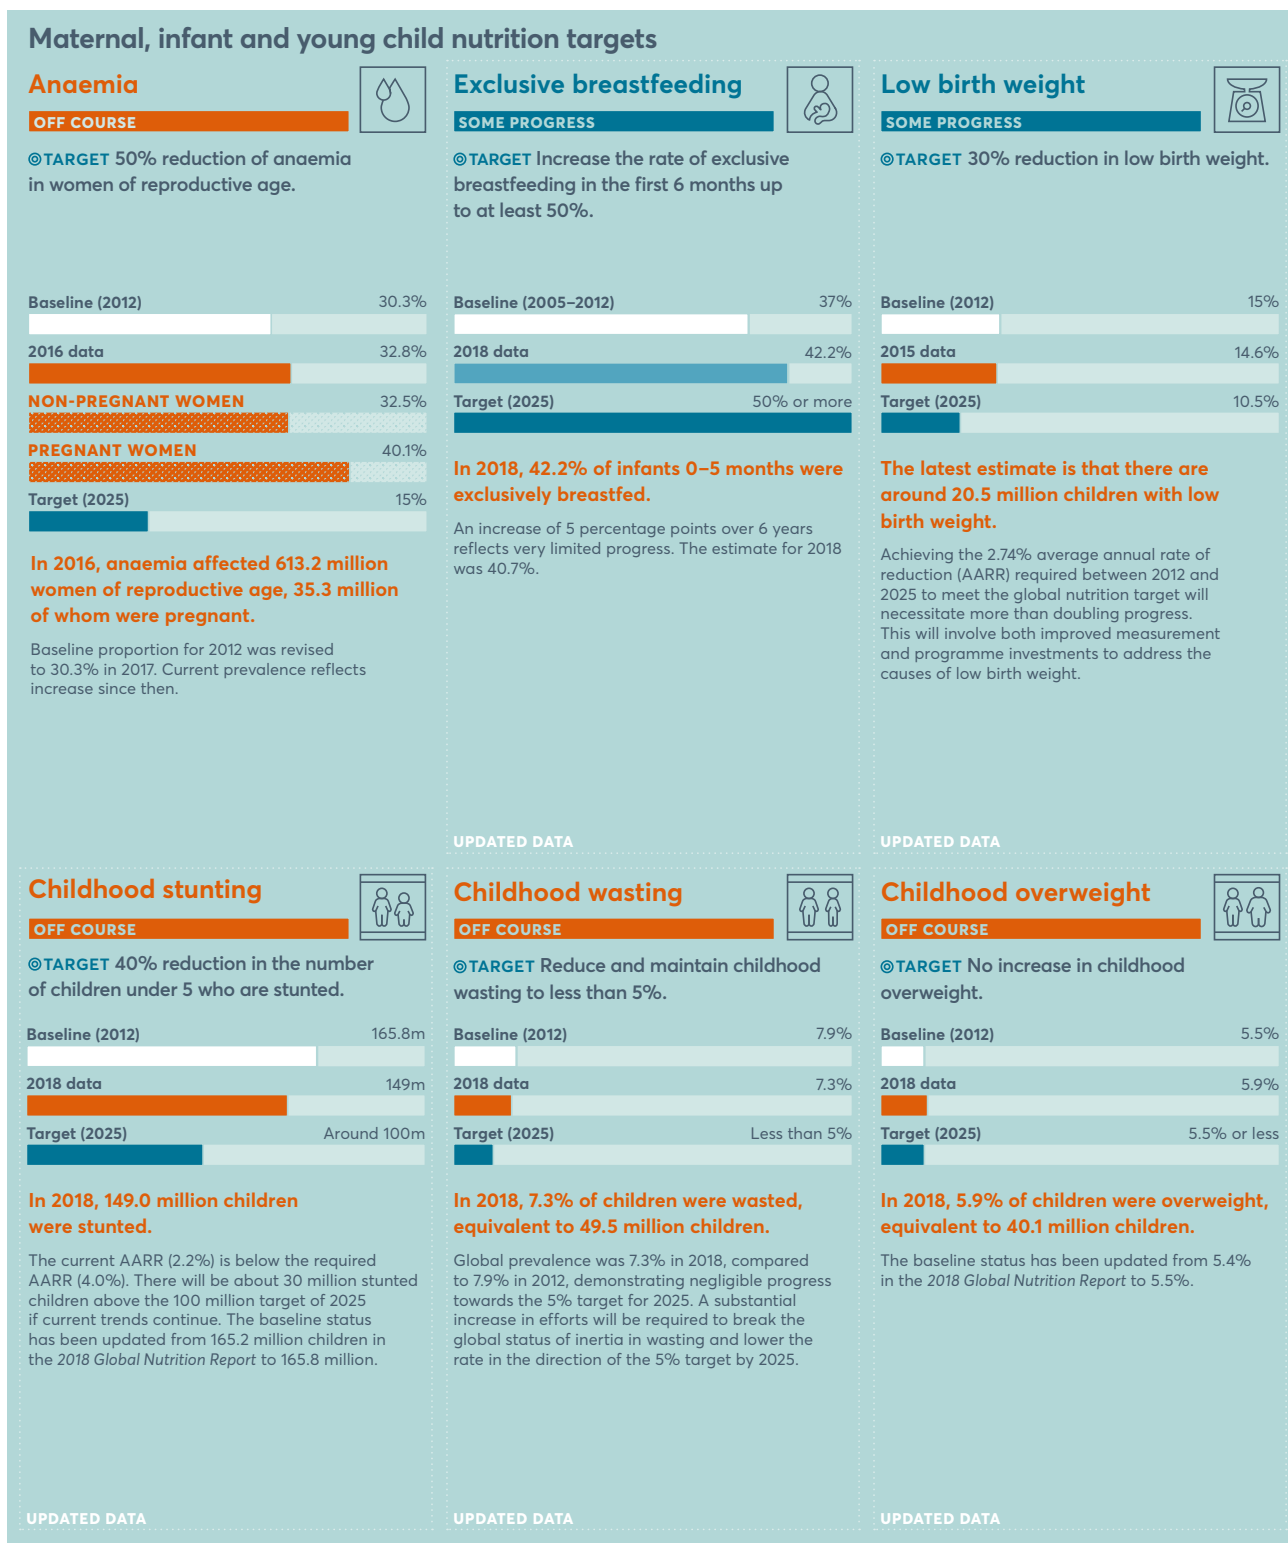 Maternal, infant and young child nutrition targets
Anaemia
OFF COURSE
TARGET 50% reduction of anaemia
in women of reproductive age.
Baseline (2012) 30.3%
2016 data 32.8%
NON-PREGNANT WOMEN 32.5%
PREGNANT WOMEN 40.1%
Target (2025) 15%
In 2016, anaemia affected 613.2 million
women of reproductive age, 35.3 million
of whom were pregnant.
Baseline proportion for 2012 was revised
to 30.3% in 2017. Current prevalence reflects
increase since then.
Exclusive breastfeeding
SOME PROGRESS
TARGET Increase the rate of exclusive
breastfeeding in the first 6 months up
to at least 50%.
Baseline (2005–2012) 37%
2018 data 42.2%
Target (2025) 50% or more
In 2018, 42.2% of infants 0–5 months were
exclusively breastfed.
An increase of 5 percentage points over 6 years
reflects very limited progress. The estimate for 2018
was 40.7%.
UPDATED DATA
Low birth weight
SOME PROGRESS
TARGET 30% reduction in low birth weight.
Baseline (2012) 15%
2015 data 14.6%
Target (2025) 10.5%
The latest estimate is that there are
around 20.5 million children with low
birth weight.
Achieving the 2.74% average annual rate of
reduction (AARR) required between 2012 and
2025 to meet the global nutrition target will
necessitate more than doubling progress.
This will involve both improved measurement
and programme investments to address the
causes of low birth weight.
UPDATED DATA
Childhood stunting
OFF COURSE
TARGET 40% reduction in the number
of children under 5 who are stunted.
Baseline (2012) 165.8m
2018 data 149m
Target (2025) Around 100m
In 2018, 149.0 million children
were stunted.
The current AARR (2.2%) is below the required
AARR (4.0%). There will be about 30 million stunted
children above the 100 million target of 2025
if current trends continue. The baseline status
has been updated from 165.2 million children in
the 2018 Global Nutrition Report to 165.8 million.
UPDATED DATA
Childhood wasting
OFF COURSE
TARGET Reduce and maintain childhood
wasting to less than 5%.
Baseline (2012) 7.9%
2018 data 7.3%
Target (2025) Less than 5%
In 2018, 7.3% of children were wasted,
equivalent to 49.5 million children.
Global prevalence was 7.3% in 2018, compared
to 7.9% in 2012, demonstrating negligible progress
towards the 5% target for 2025. A substantial
increase in efforts will be required to break the
global status of inertia in wasting and lower the
rate in the direction of the 5% target by 2025.
UPDATED DATA
Childhood overweight
OFF COURSE
TARGET No increase in childhood
overweight.
Baseline (2012) 5.5%
2018 data 5.9%
Target (2025) 5.5% or less
In 2018, 5.9% of children were overweight,
equivalent to 40.1 million children.
The baseline status has been updated from 5.4%
in the 2018 Global Nutrition Report to 5.5%.
UPDATED DATA